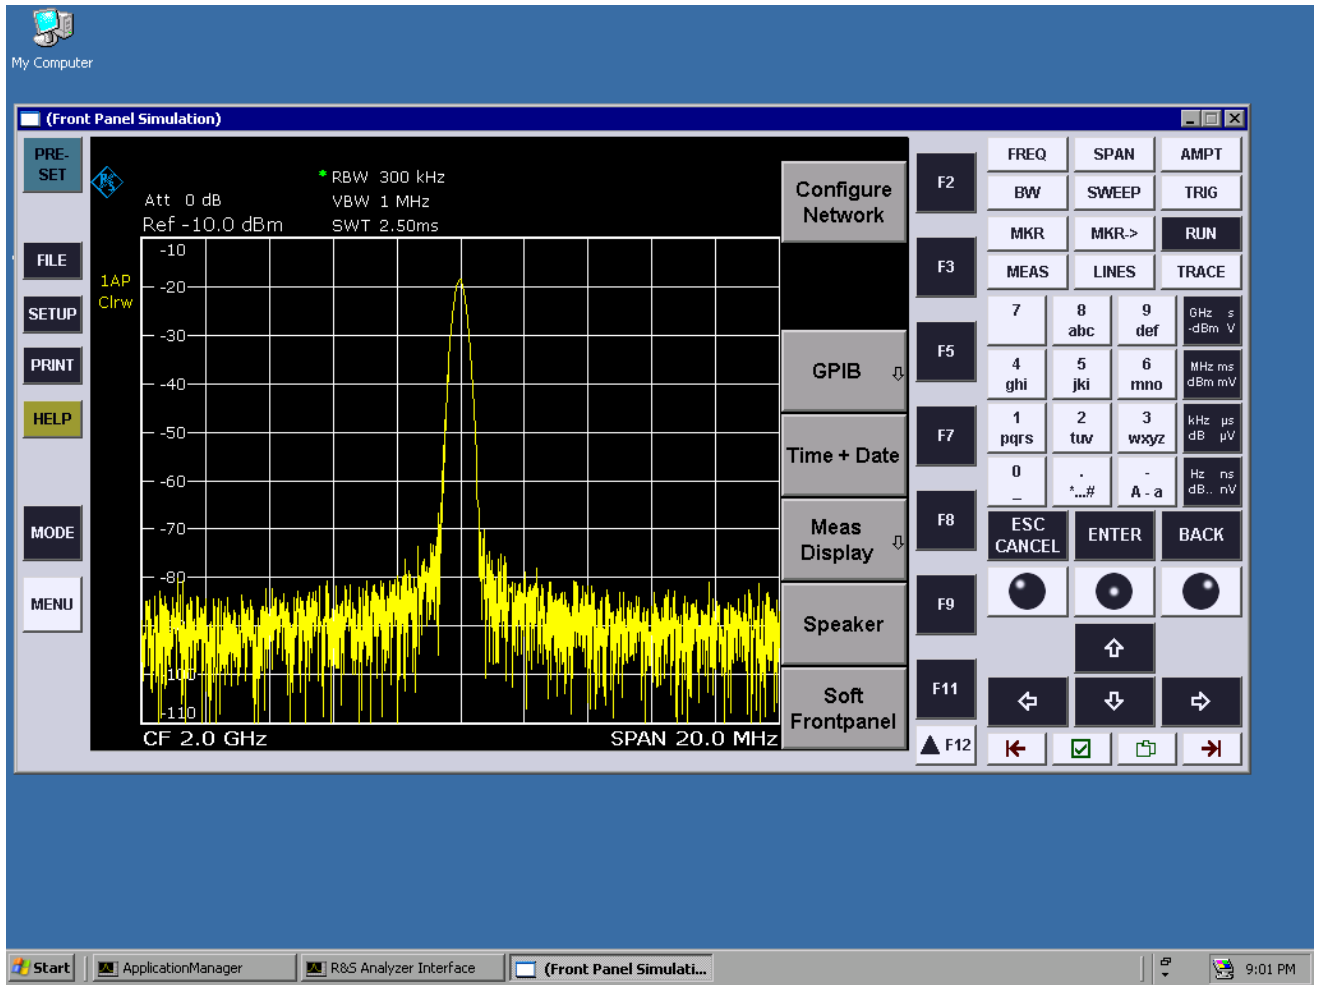 My Computer
(Front Panel Simulation)
PRE-
SET
FILE
SETUP
PRINT
HELP
MODE
MENU
R&S
* RBW 300 kHz
Att 0 dB
VBW 1 MHz
Ref -10.0 dBm
SWT 2.50ms
1AP
Clrw
-10
-20
-30
-40
-50
-60
-70
-80
-100
-110
CF 2.0 GHz
SPAN 20.0 MHz
Configure
Network
GPIB
Time + Date
Meas
Display
Speaker
Soft
Frontpanel
F2
F3
F5
F7
F8
F9
F11
F12
FREQ SPAN AMPT
BW SWEEP TRIG
MKR MKR-> RUN
MEAS LINES TRACE
7 8 9 GHz s
abc def -dBm V
4 5 6 MHz ms
ghi jkl mno dBm mV
1 2 3 kHz µs
pqrs tuv wxyz dB µV
0 . - Hz ns
_ *...# A - a dB.. nV
ESC
CANCEL
ENTER
BACK
Start
ApplicationManager
R&S Analyzer Interface
(Front Panel Simulati...
9:01 PM